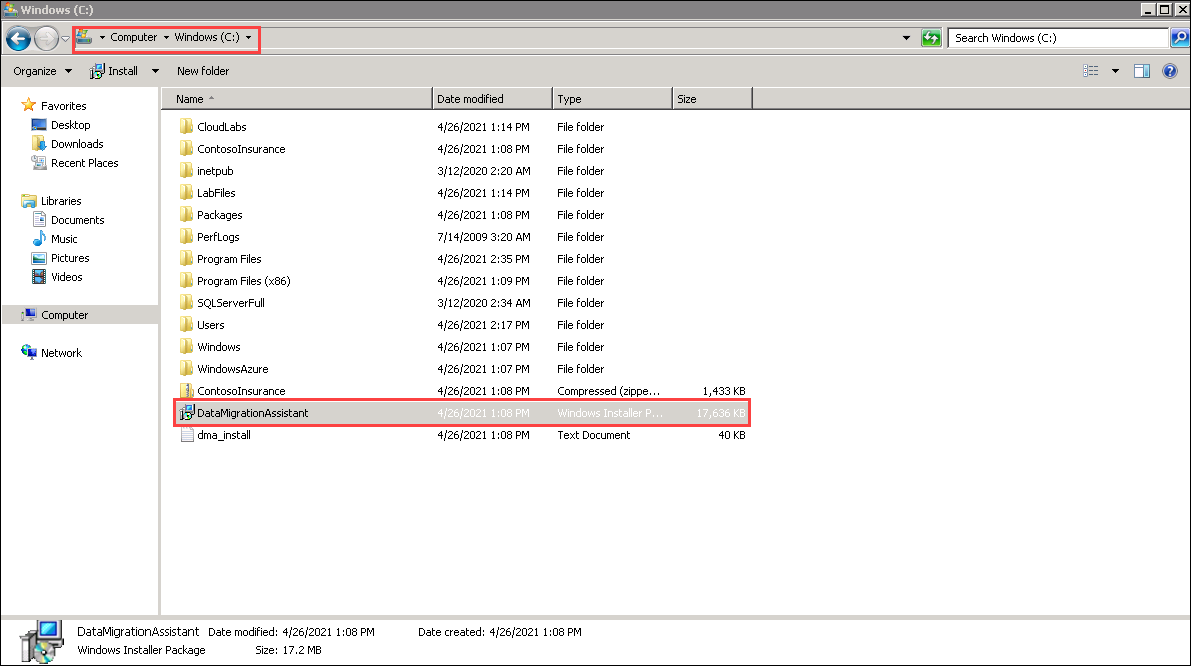 Windows (C:)
Computer Windows (C:) Search Windows (C:)
Organize Install New folder
Name Date modified Type Size
Favorites
Desktop
Downloads
Recent Places
Libraries
Documents
Music
Pictures
Videos
Computer
Network
CloudLabs 4/26/2021 1:14 PM File folder
ContosoInsurance 4/26/2021 1:08 PM File folder
inetpub 3/12/2020 2:20 AM File folder
LabFiles 4/26/2021 1:14 PM File folder
Packages 4/26/2021 1:08 PM File folder
PerfLogs 7/14/2009 3:20 AM File folder
Program Files 4/26/2021 2:35 PM File folder
Program Files (x86) 4/26/2021 1:09 PM File folder
SQLServerFull 3/12/2020 2:34 AM File folder
Users 4/26/2021 2:17 PM File folder
Windows 4/26/2021 1:07 PM File folder
WindowsAzure 4/26/2021 1:07 PM File folder
ContosoInsurance 4/26/2021 1:08 PM Compressed (zippe... 1,433 KB
DataMigrationAssistant 4/26/2021 1:08 PM Windows Installer P... 17,636 KB
dma_install 4/26/2021 1:08 PM Text Document 40 KB
DataMigrationAssistant Date modified: 4/26/2021 1:08 PM Date created: 4/26/2021 1:08 PM
Windows Installer Package Size: 17.2 MB